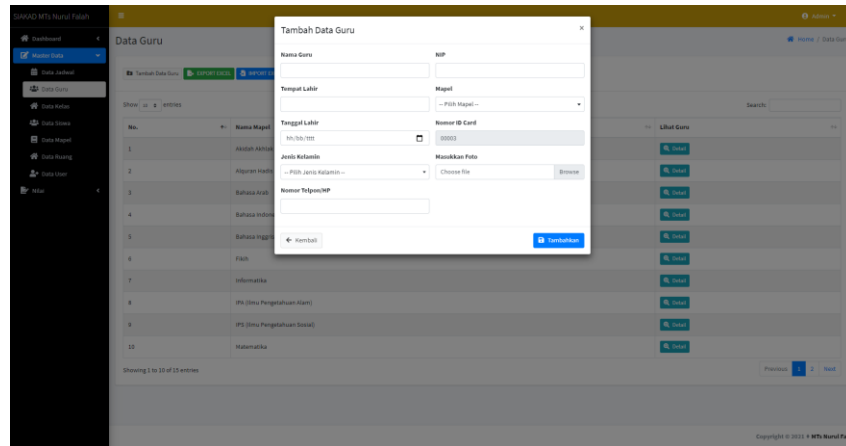 SIAKAD MTs Nurul Falah
Admin
Dashboard
Master Data
Data Jadwal
Data Guru
Data Kelas
Data Siswa
Data Mapel
Data Ruang
Data User
Nilai
Data Guru
Home / Data Gur
Tambah Data Guru
EXPORT EXCEL
IMPORT EX
Show
entries
Search:
No.
Nama Mapel
Lihat Guru
1
Akidah Akhlak
Detail
2
Alquran Hadis
Detail
3
Bahasa Arab
Detail
4
Bahasa Indone
Detail
5
Bahasa Inggris
Detail
6
Fikih
Detail
7
Informatika
Detail
8
IPA (Ilmu Pengetahuan Alam)
Detail
9
IPS (Ilmu Pengetahuan Sosial)
Detail
10
Matematika
Detail
Showing 1 to 10 of 15 entries
Previous 1 2 Next
Copyright © 2021 • MTs Nurul Fa
Tambah Data Guru
×
Nama Guru
NIP
Tempat Lahir
Mapel
-- Pilih Mapel --
Tanggal Lahir
Nomor ID Card
hh/bb/tttt
00003
Jenis Kelamin
Masukkan Foto
-- Pilih Jenis Kelamin --
Choose file
Browse
Nomor Telpon/HP
Kembali
Tambahkan